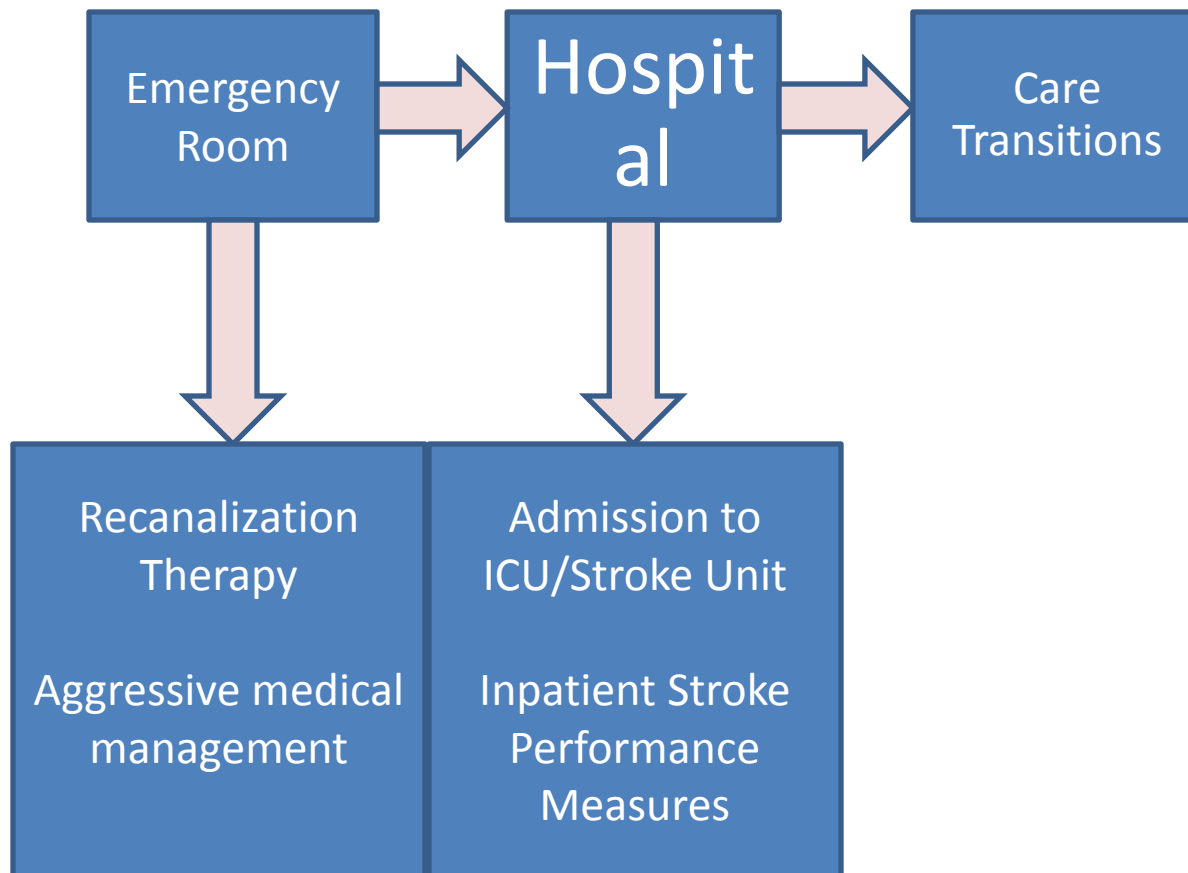 Emergency
Room
Hospit
al
Care
Transitions
Recanalization
Therapy
Aggressive medical
management
Admission to
ICU/Stroke Unit
Inpatient Stroke
Performance
Measures